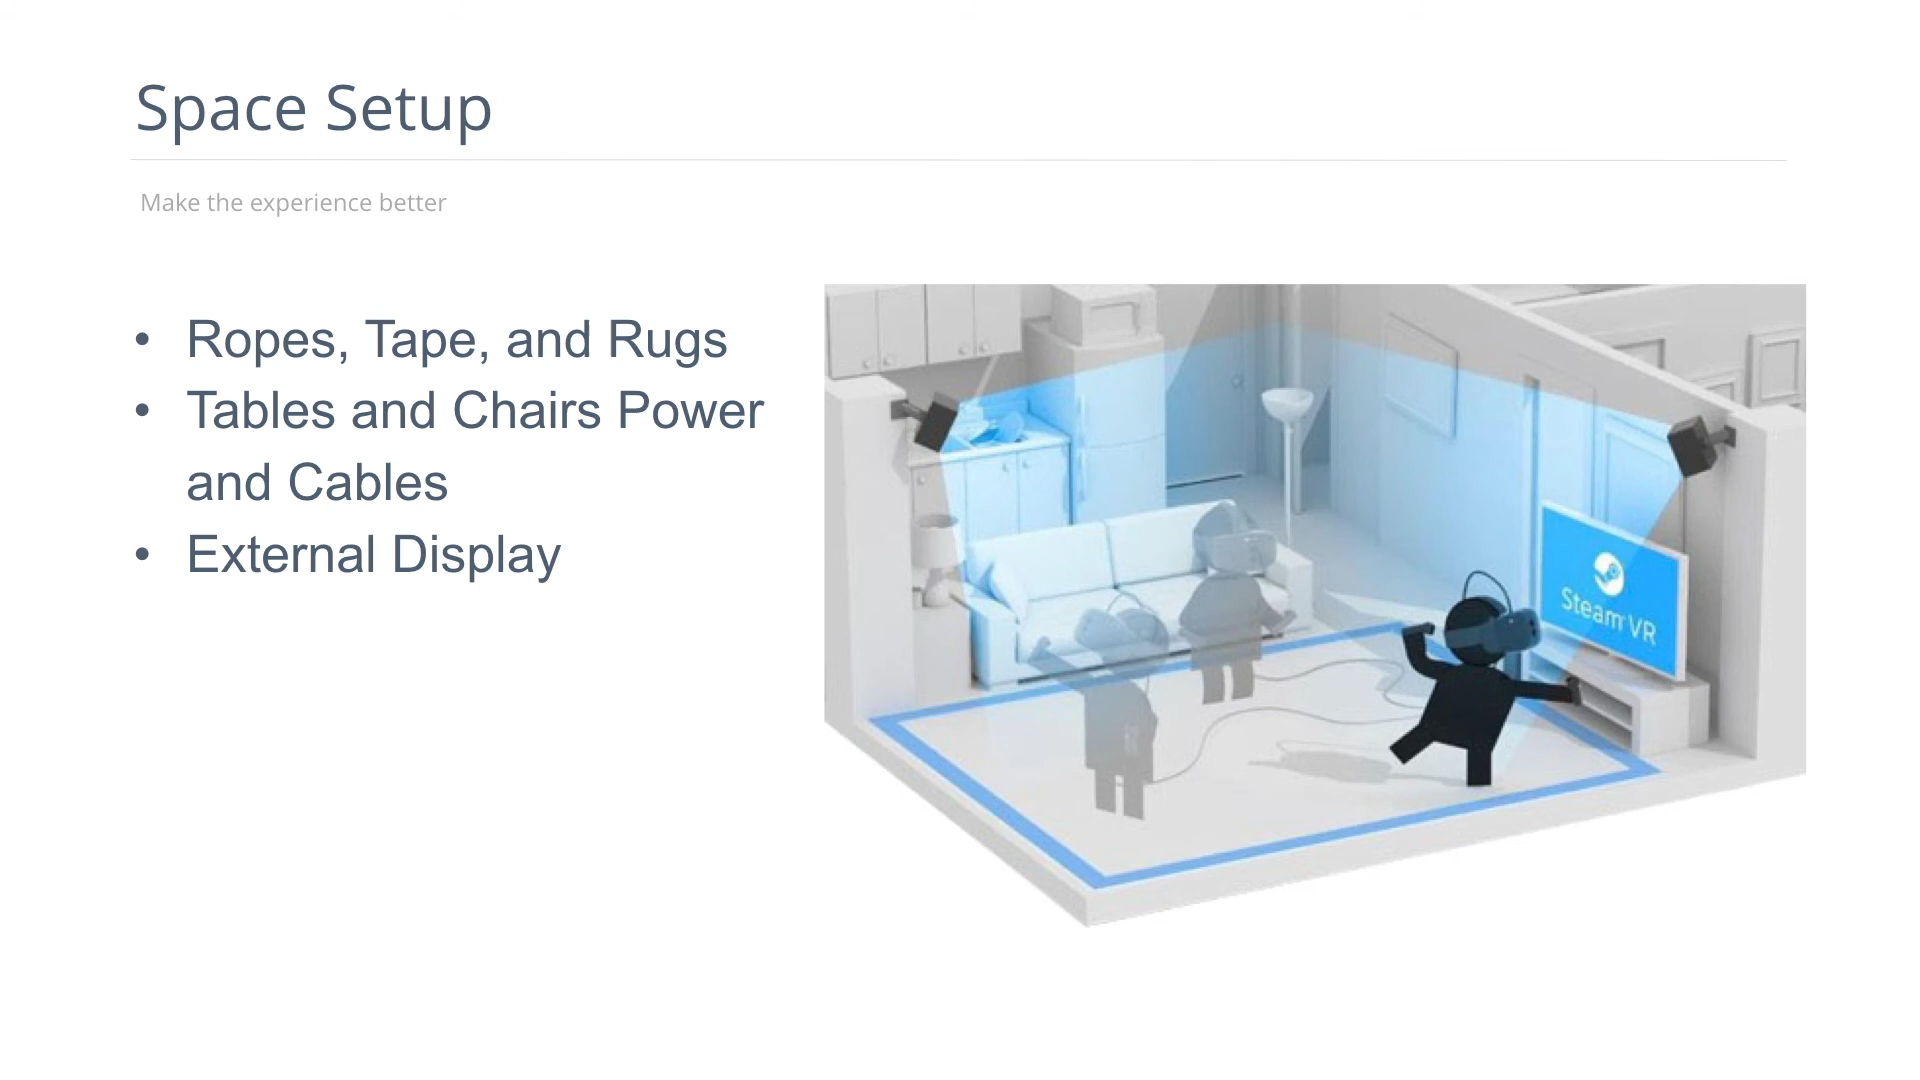 Space Setup
Make the experience better
• Ropes, Tape, and Rugs
• Tables and Chairs Power
and Cables
• External Display
Steam VR